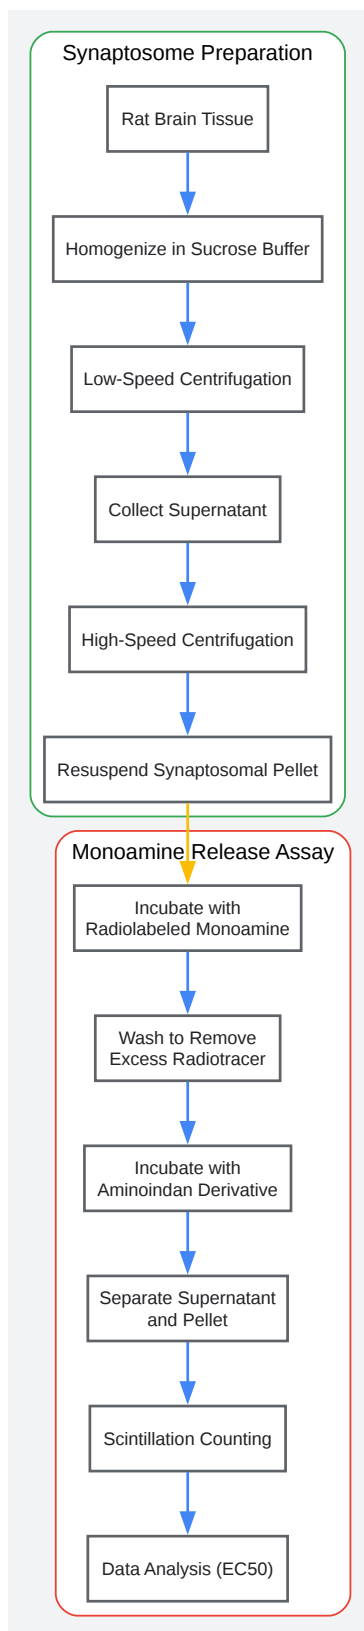 Synaptosome Preparation
Rat Brain Tissue
Homogenize in Sucrose Buffer
Low-Speed Centrifugation
Collect Supernatant
High-Speed Centrifugation
Resuspend Synaptosomal Pellet
Monoamine Release Assay
Incubate with
Radiolabeled Monoamine
Wash to Remove
Excess Radiotracer
Incubate with
Aminoindan Derivative
Separate Supernatant
and Pellet
Scintillation Counting
Data Analysis (EC50)